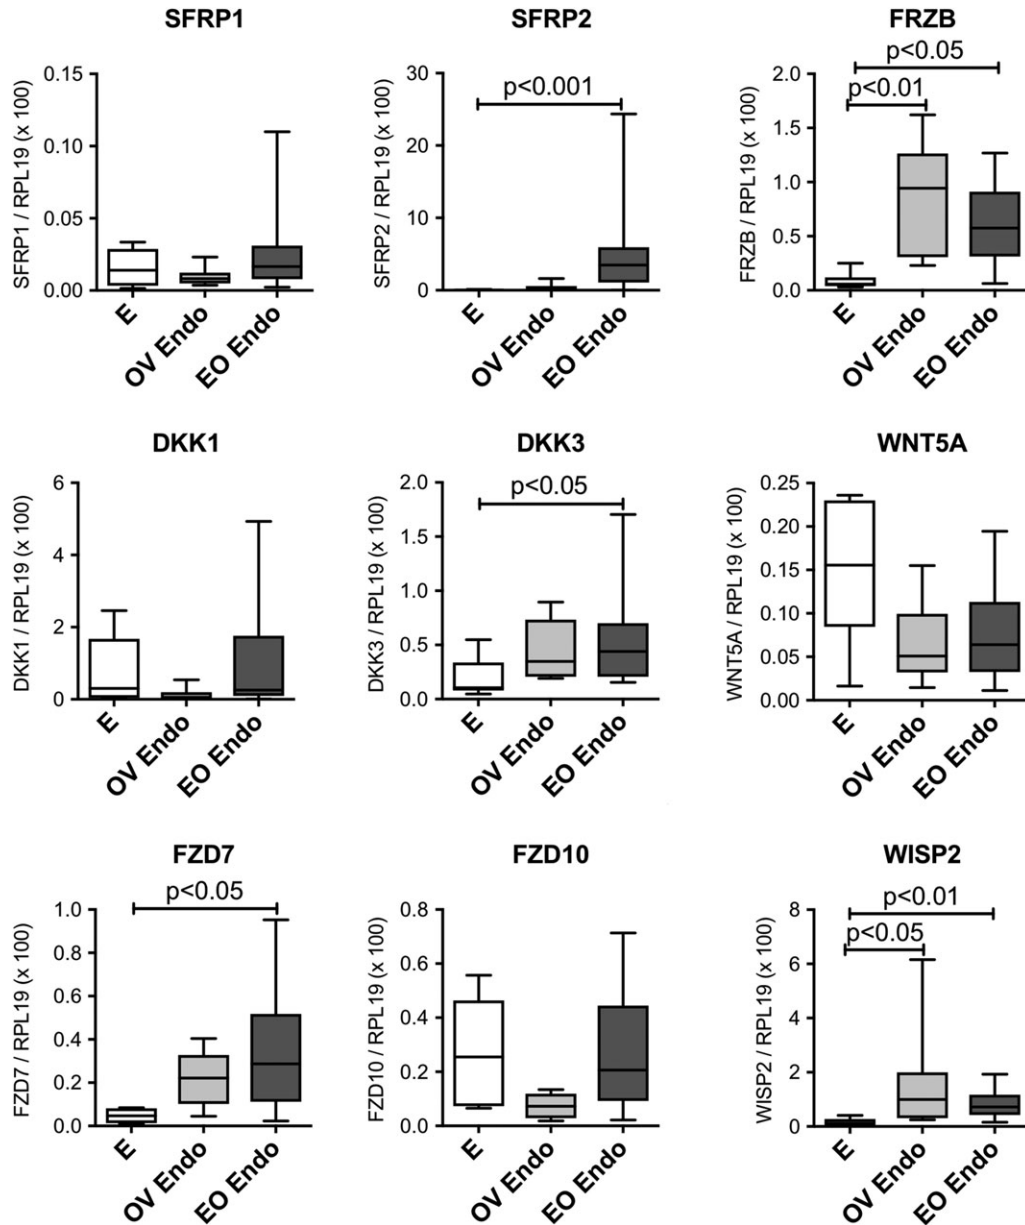 SFRP1
SFRP2
FRZB
SFRP1 / RPL19 (x 100)
0.15
0.10
0.05
0.00
E
OV Endo
EO Endo
SFRP2 / RPL19 (x 100)
30
20
10
0
p<0.001
E
OV Endo
EO Endo
FRZB / RPL19 (x 100)
2.0
1.5
1.0
0.5
0.0
p<0.05
p<0.01
E
OV Endo
EO Endo
DKK1
DKK3
WNT5A
DKK1 / RPL19 (x 100)
6
4
2
0
E
OV Endo
EO Endo
DKK3 / RPL19 (x 100)
2.0
1.5
1.0
0.5
0.0
p<0.05
E
OV Endo
EO Endo
WNT5A / RPL19 (x 100)
0.25
0.20
0.15
0.10
0.05
0.00
E
OV Endo
EO Endo
FZD7
FZD10
WISP2
FZD7 / RPL19 (x 100)
1.0
0.8
0.6
0.4
0.2
0.0
p<0.05
E
OV Endo
EO Endo
FZD10 / RPL19 (x 100)
0.8
0.6
0.4
0.2
0.0
E
OV Endo
EO Endo
WISP2 / RPL19 (x 100)
8
6
4
2
0
p<0.01
p<0.05
E
OV Endo
EO Endo